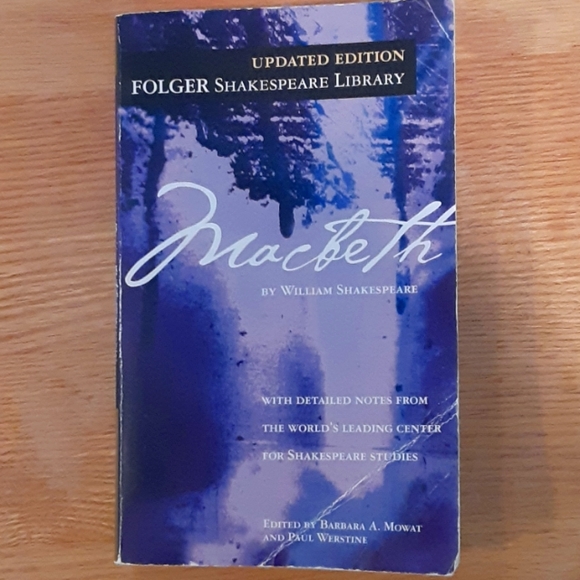 UPDATED EDITION
FOLGER SHAKESPEARE LIBRARY
Macbeth
BY WILLIAM SHAKESPEARE
WITH DETAILED NOTES FROM
THE WORLD'S LEADING CENTER
FOR SHAKESPEARE STUDIES
EDITED BY BARBARA A. MOWAT
AND PAUL WERSTINE